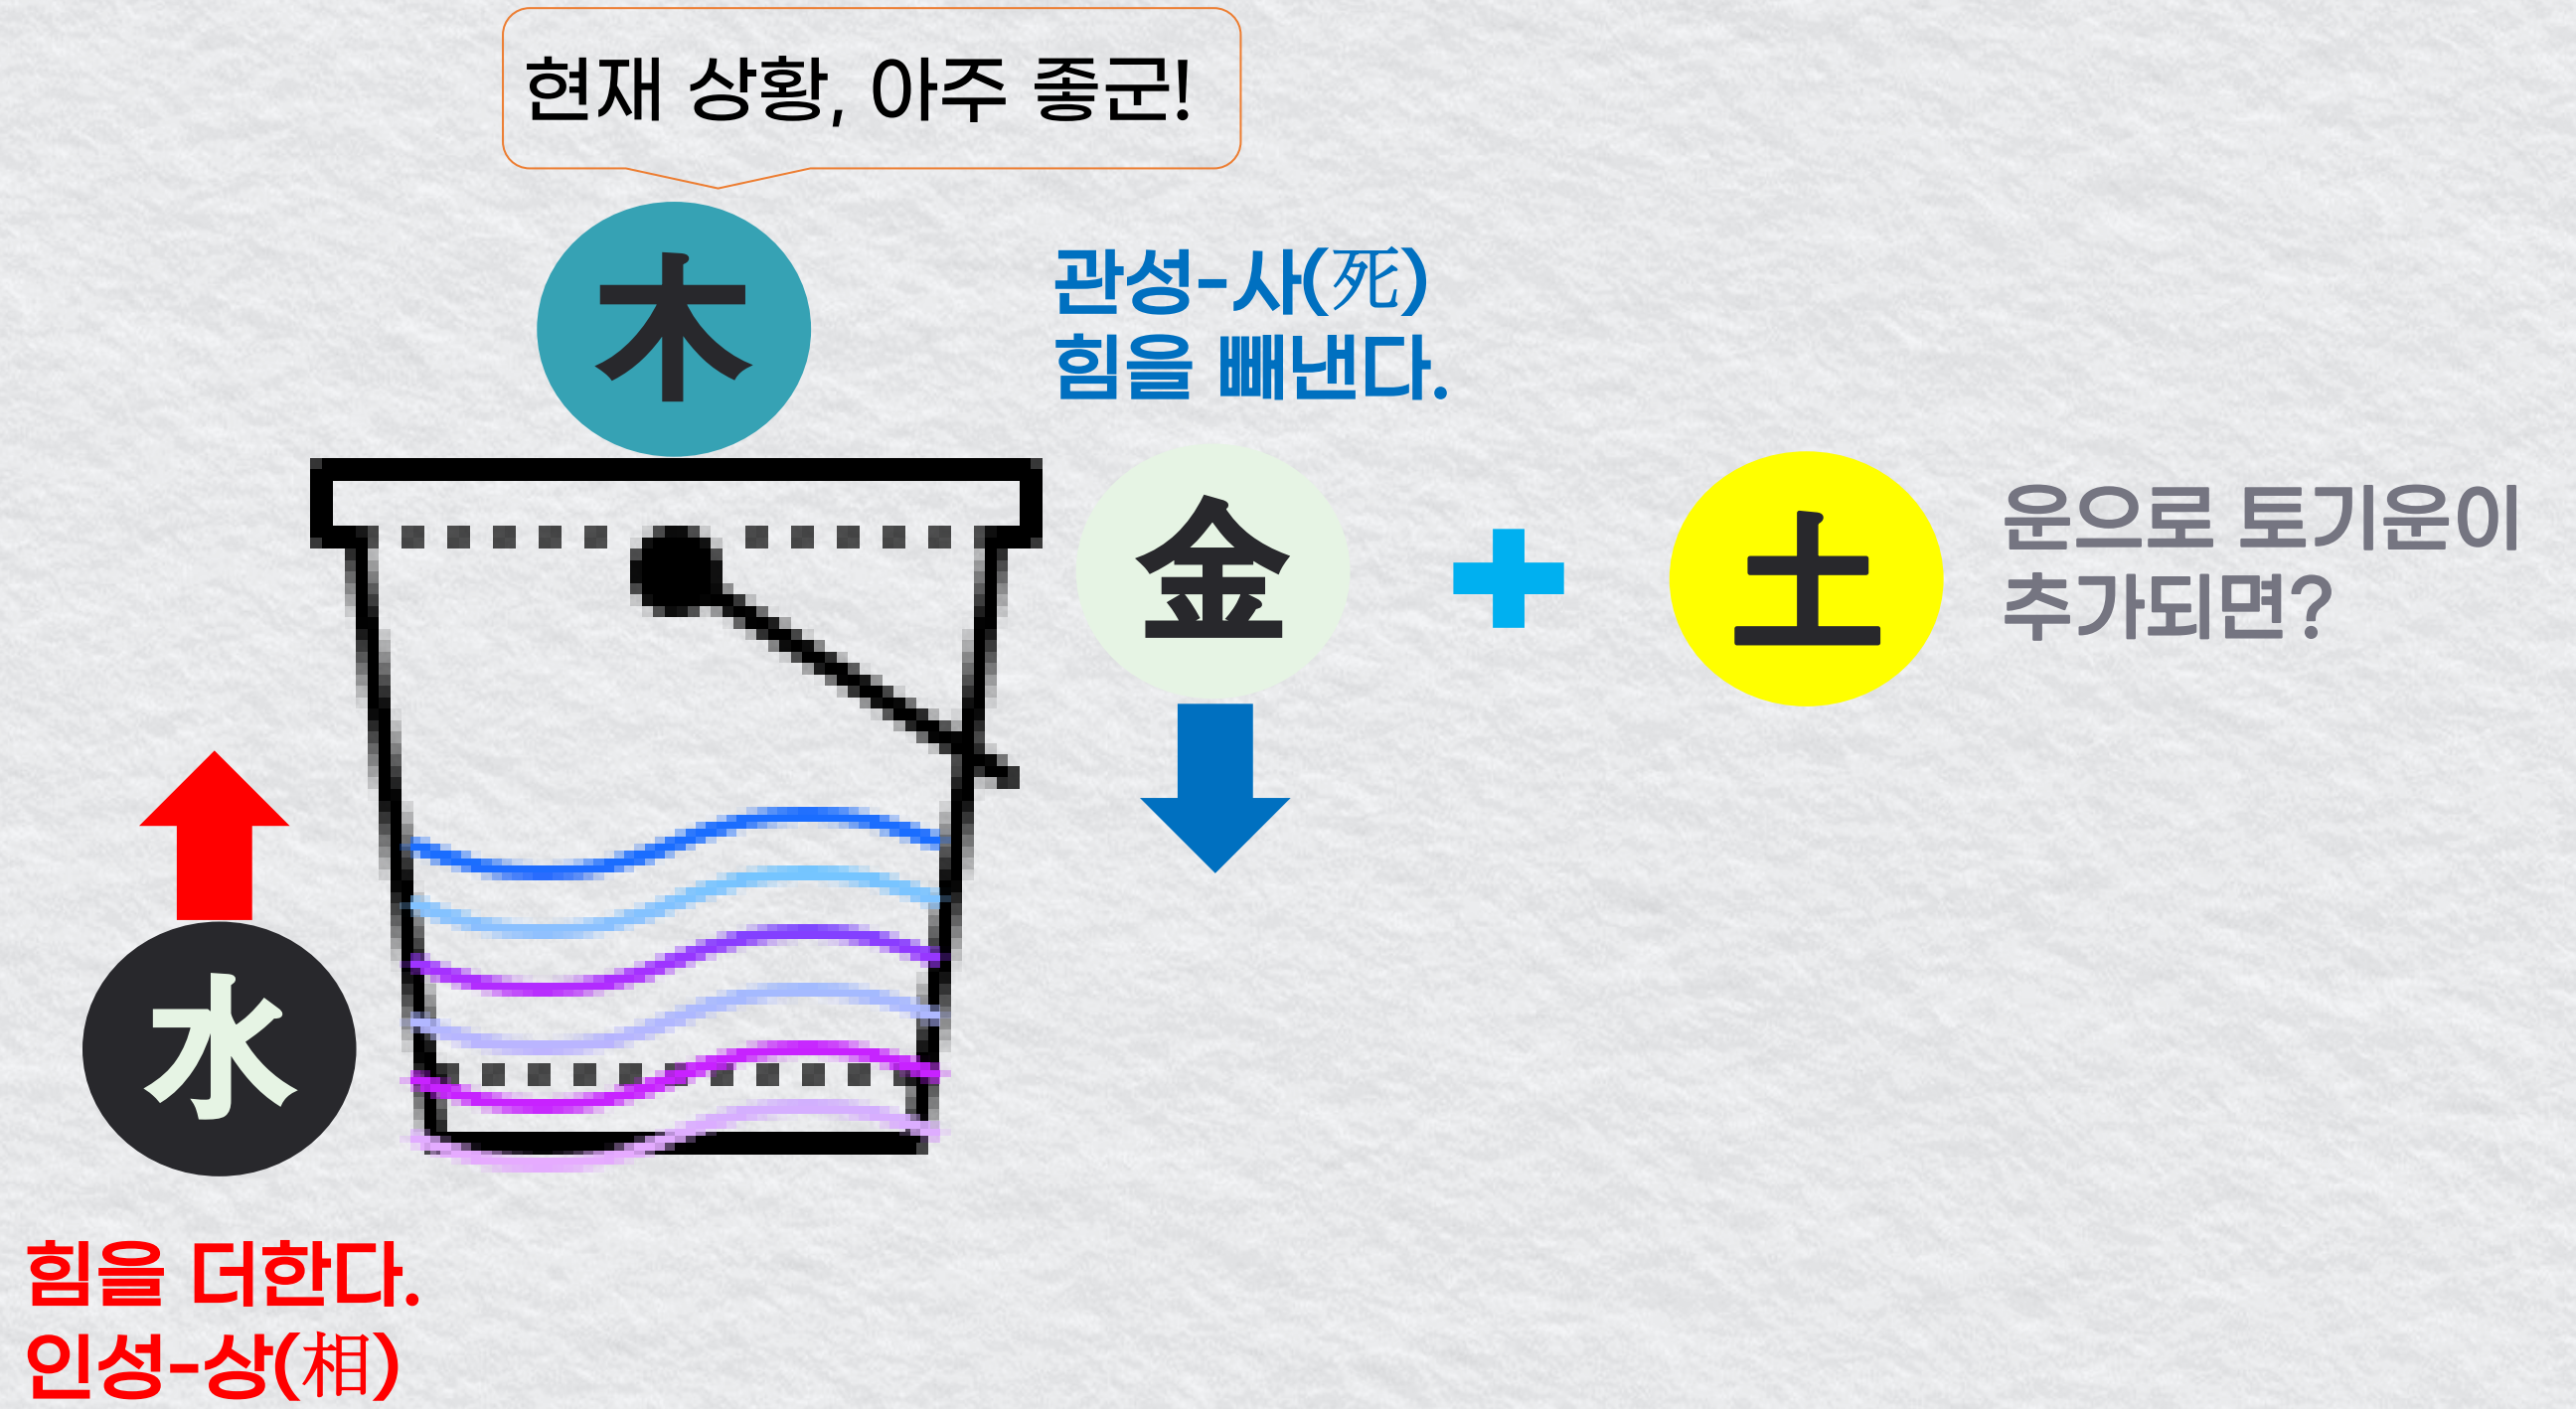 현재 상황, 아주 좋군!
木
관성-사(死)
힘을 빼낸다.
金
土
운으로 토기운이
추가되면?
水
힘을 더한다.
인성-상(相)